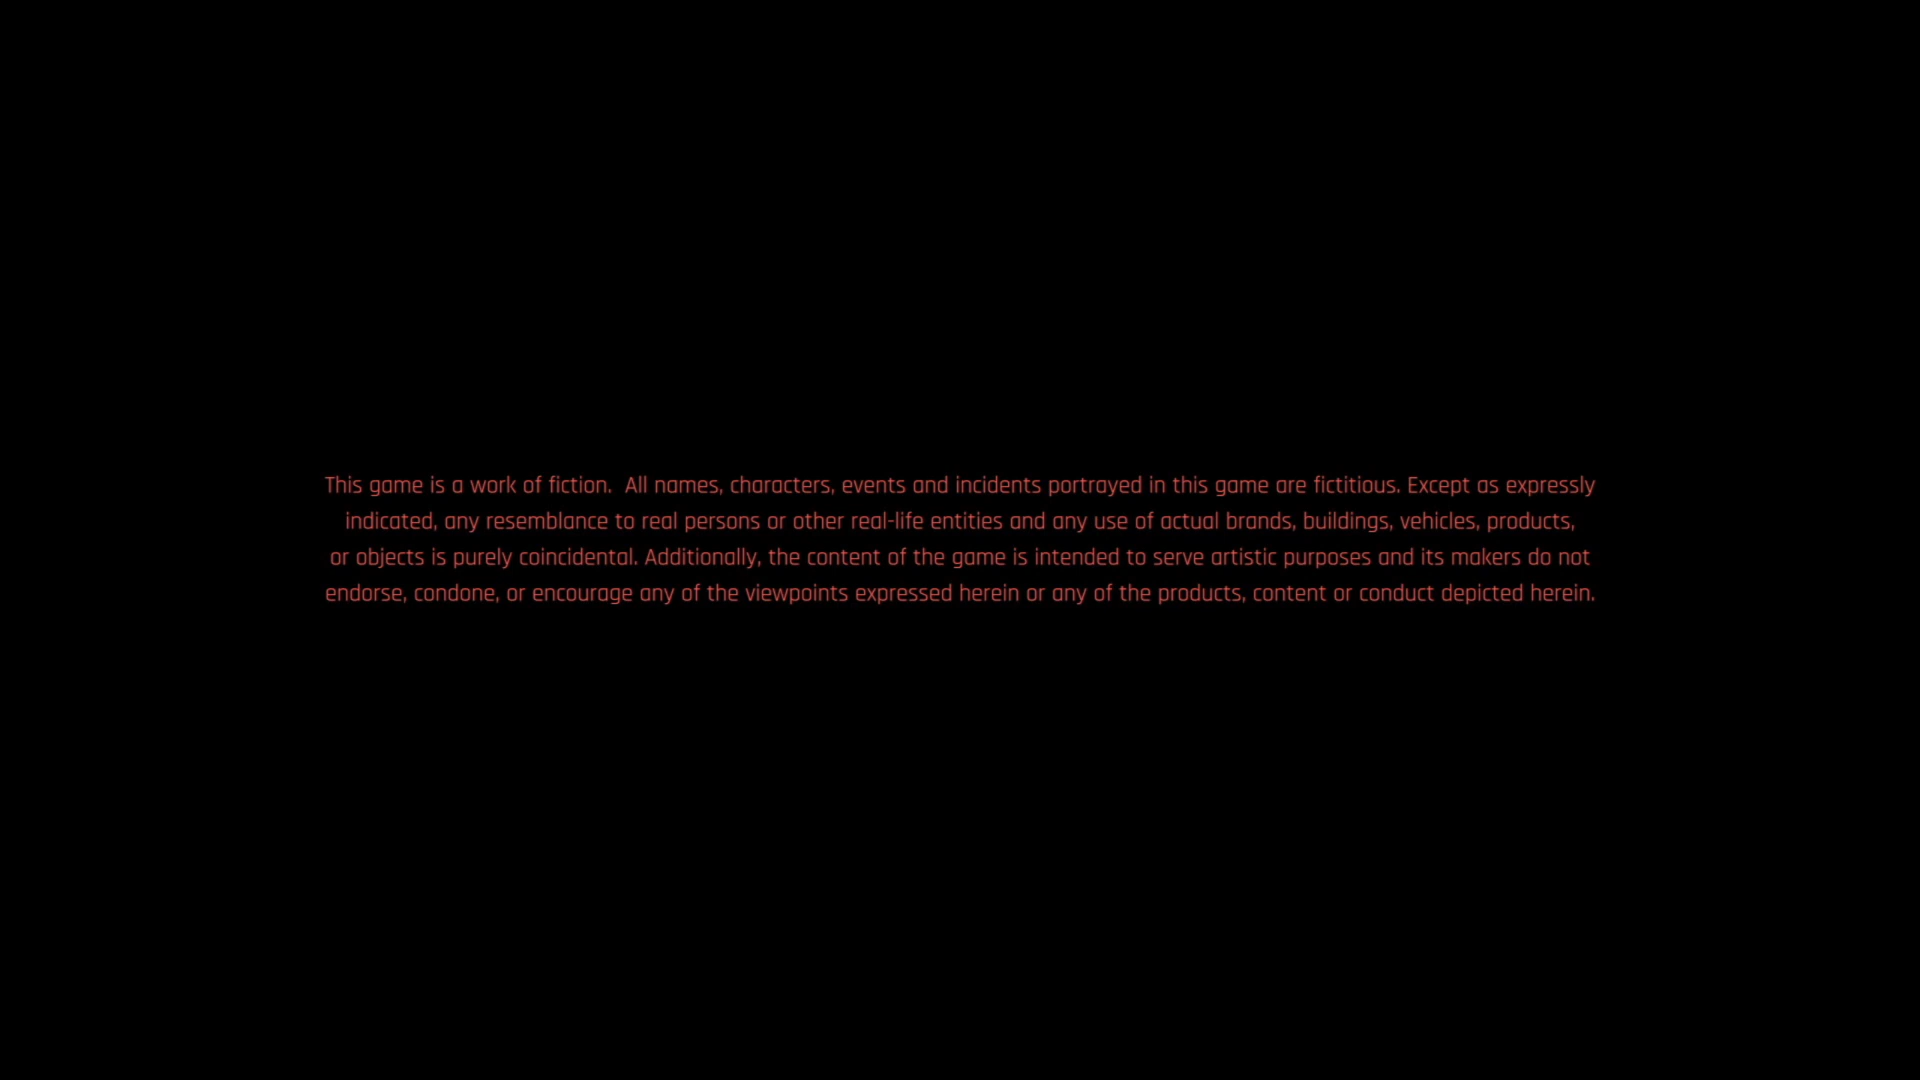 This game is a work of fiction.  All names, characters, events and incidents portrayed in this game are fictitious. Except as expressly
indicated, any resemblance to real persons or other real-life entities and any use of actual brands, buildings, vehicles, products,
or objects is purely coincidental. Additionally, the content of the game is intended to serve artistic purposes and its makers do not
endorse, condone, or encourage any of the viewpoints expressed herein or any of the products, content or conduct depicted herein.